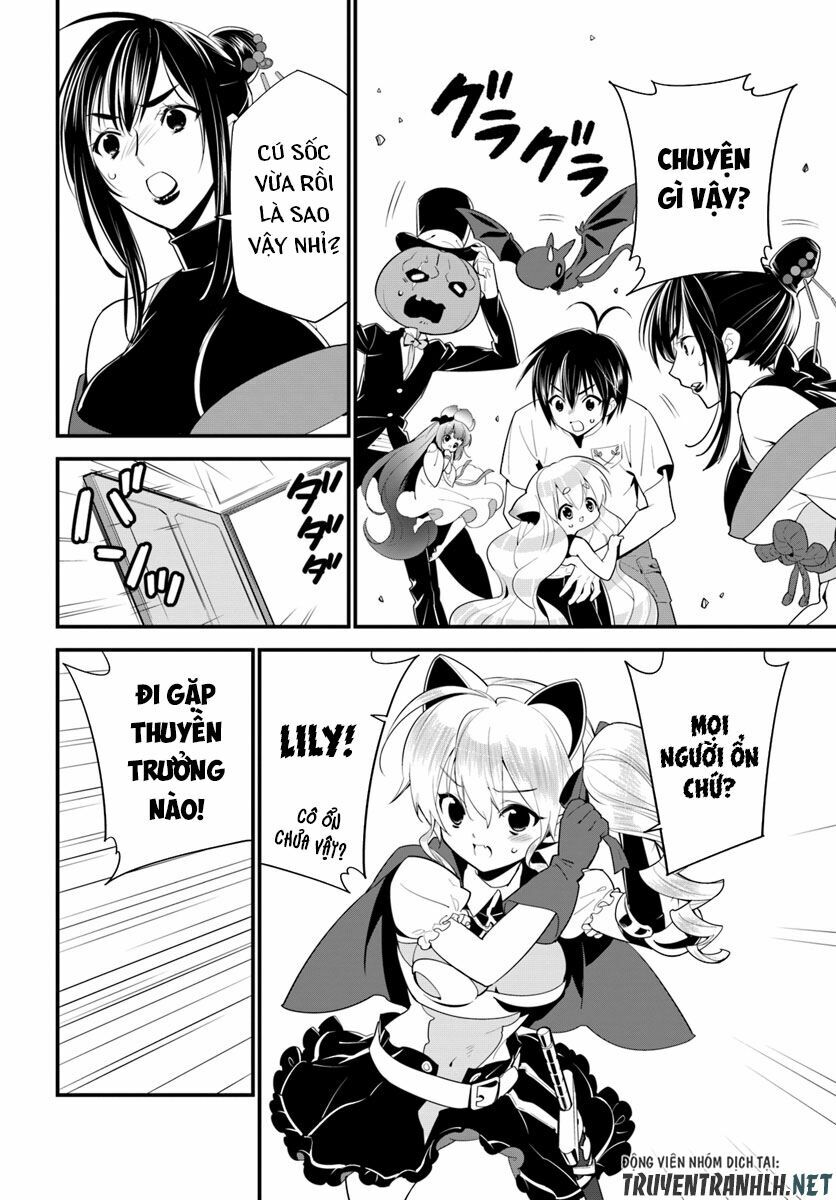 CHUYỆN
GÌ VẬY?
グラ
グラ
CÚ SỐC
VỪA RỒI
LÀ SAO
VẬY NHỈ?
ダダダ
バーン
MỌI
NGƯỜI ỔN
CHỨ?
LILY!
CÔ ỔN
CHƯA VẬY?
ĐI GẶP
THUYỀN
TRƯỞNG
NÀO!
ĐỘNG VIÊN NHÓM DỊCH TẠI:
TRUYENTRANHLH.NET